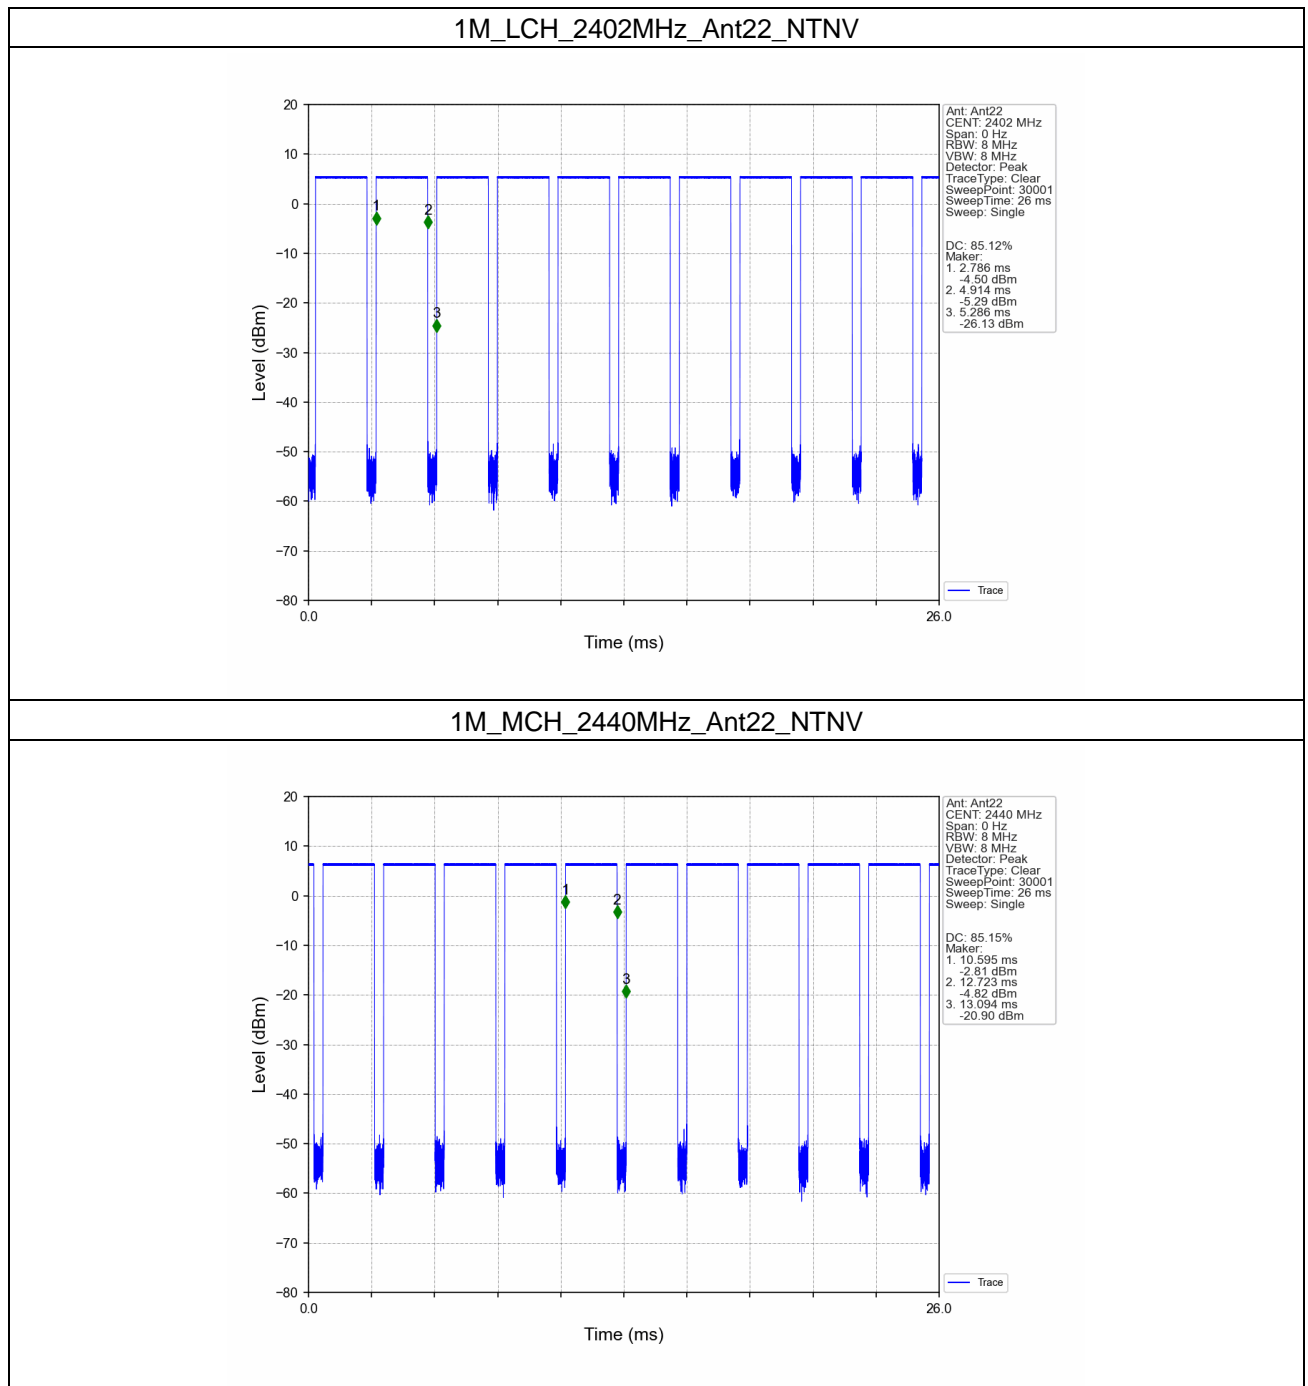 1M_LCH_2402MHz_Ant22_NTNV
20
10
0
−10
−20
−30
−40
−50
−60
−70
−80
Level (dBm)
0.0
26.0
Time (ms)
1
2
3
Ant: Ant22
CENT: 2402 MHz
Span: 0 Hz
RBW: 8 MHz
VBW: 8 MHz
Detector: Peak
TraceType: Clear
SweepPoint: 30001
SweepTime: 26 ms
Sweep: Single
DC: 85.12%
Maker:
1. 2.786 ms
-4.50 dBm
2. 4.914 ms
-5.29 dBm
3. 5.286 ms
-26.13 dBm
Trace
1M_MCH_2440MHz_Ant22_NTNV
20
10
0
−10
−20
−30
−40
−50
−60
−70
−80
Level (dBm)
0.0
26.0
Time (ms)
1
2
3
Ant: Ant22
CENT: 2440 MHz
Span: 0 Hz
RBW: 8 MHz
VBW: 8 MHz
Detector: Peak
TraceType: Clear
SweepPoint: 30001
SweepTime: 26 ms
Sweep: Single
DC: 85.15%
Maker:
1. 10.595 ms
-2.81 dBm
2. 12.723 ms
-4.82 dBm
3. 13.094 ms
-20.90 dBm
Trace